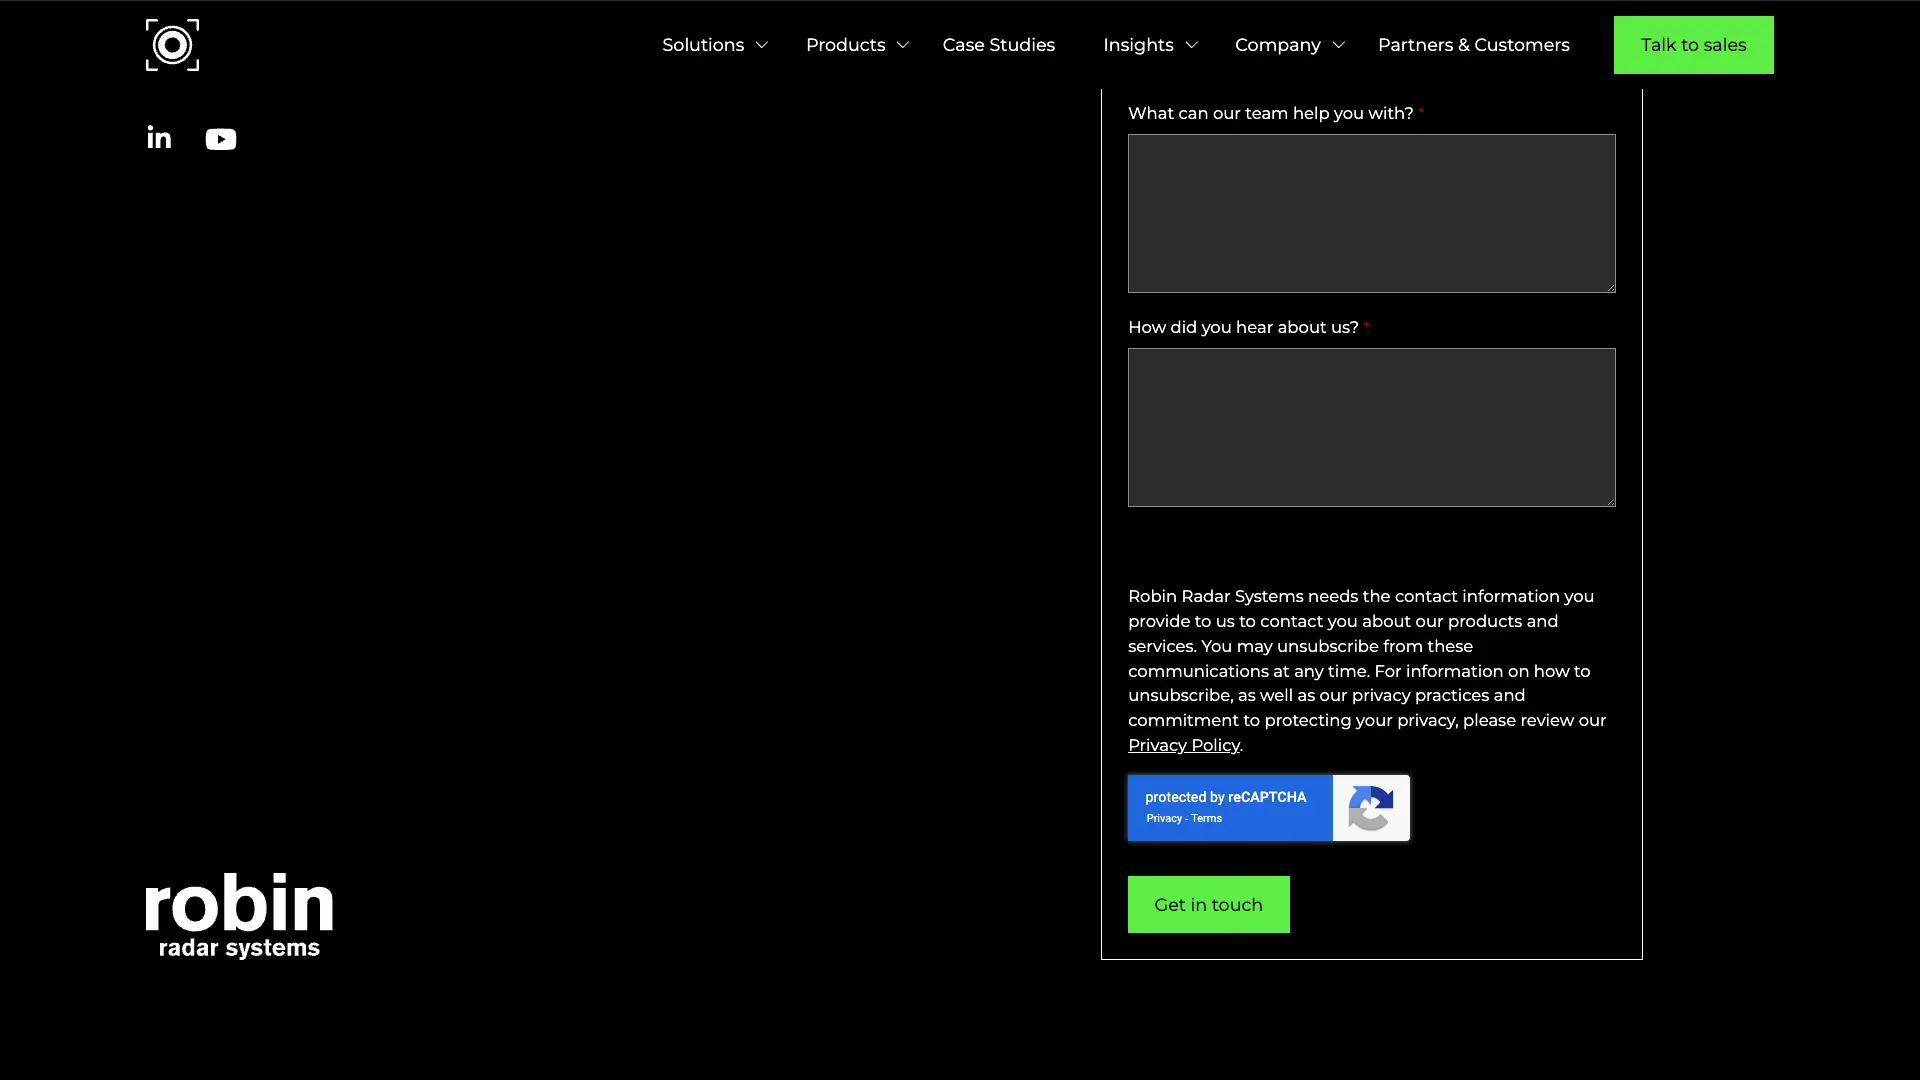 Solutions
Products
Case Studies
Insights
Company
Partners & Customers
Talk to sales
in
What can our team help you with? *
How did you hear about us? *
Robin Radar Systems needs the contact information you
provide to us to contact you about our products and
services. You may unsubscribe from these
communications at any time. For information on how to
unsubscribe, as well as our privacy practices and
commitment to protecting your privacy, please review our
Privacy Policy.
protected by reCAPTCHA
Privacy - Terms
Get in touch
robin
radar systems